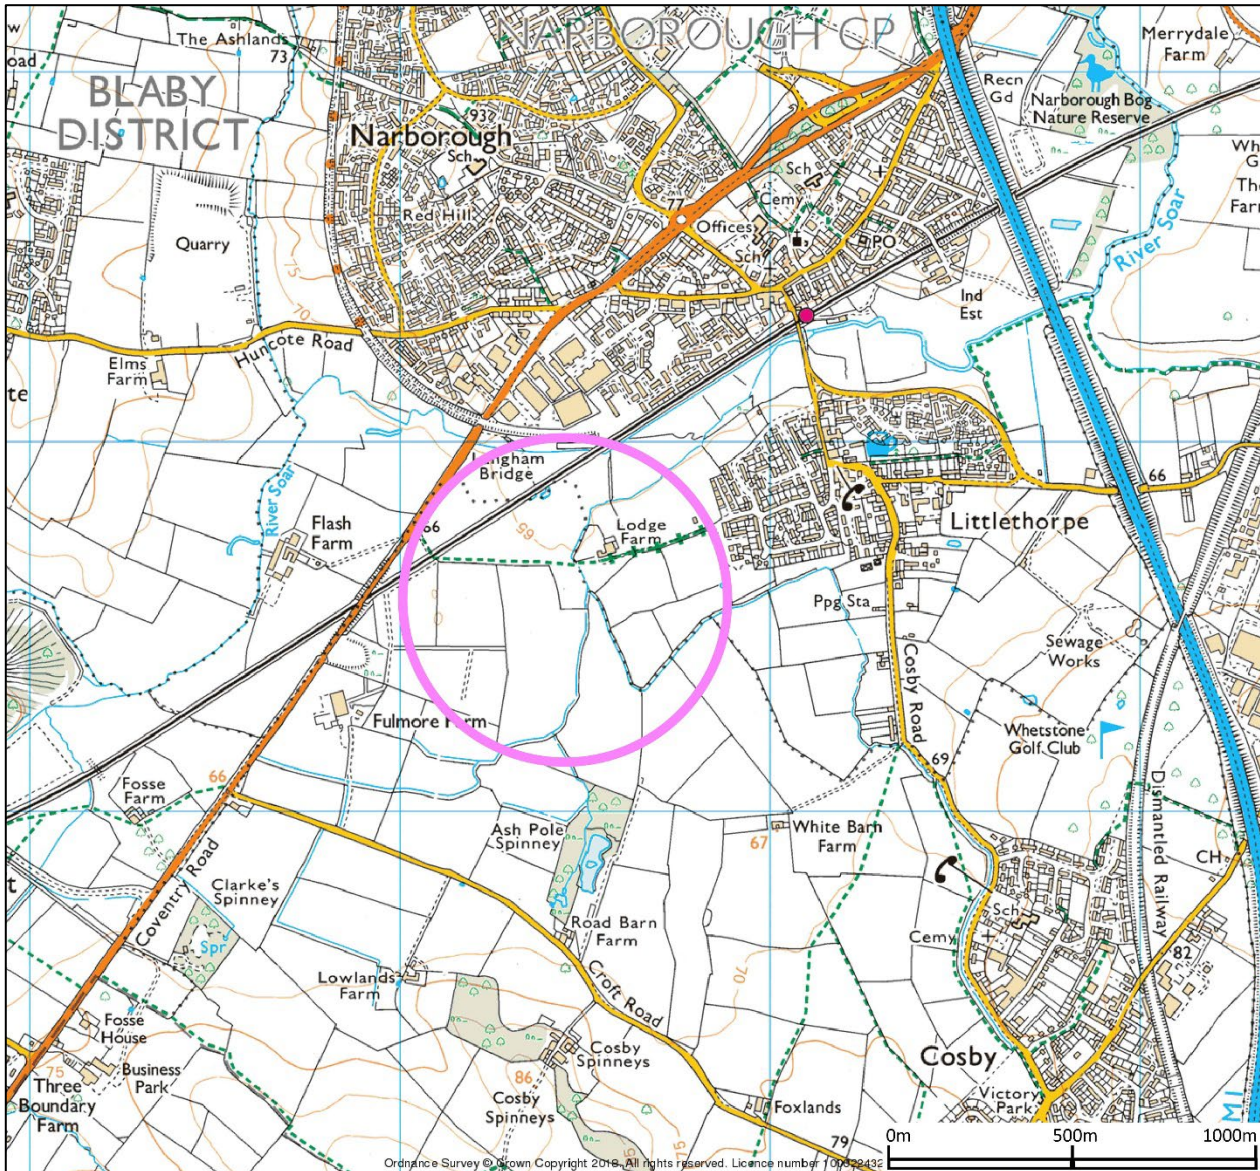 NARBOROUGH CP
The Ashlands
73
Merrydale
Farm
oad
BLABY
DISTRICT
Recn
Gd
Narborough Bog
Nature Reserve
93
Narborough
Sch
Sch
Cemy
Red Hill
77
Offices
PO
Sch
Quarry
75
70
River Soar
Ind
Est
Huncote Road
Elms
Farm
te
Langham
Bridge
River Soar
Flash
Farm
66
65
Lodge
Farm
66
Littlethorpe
Ppg Sta
Sewage
Works
Cosby Road
Fulmore Farm
Whetstone
Golf Club
69
Fosse
Farm
66
Ash Pole
Spinney
67
White Barn
Farm
Dismantled Railway
CH
t
Coventry Road
Clarke's
Spinney
Spr
Road Barn
Farm
Sch
Cemy
82
Lowlands
Farm
70
Croft Road
Fosse
House
Business
Park
75
Three
Boundary
Farm
Cosby
Spinneys
86
Cosby
Spinneys
75
Cosby
Victory
Park
Foxlands
79
M1
0m 500m 1000m
Ordnance Survey © Crown Copyright 2018. All rights reserved. Licence number